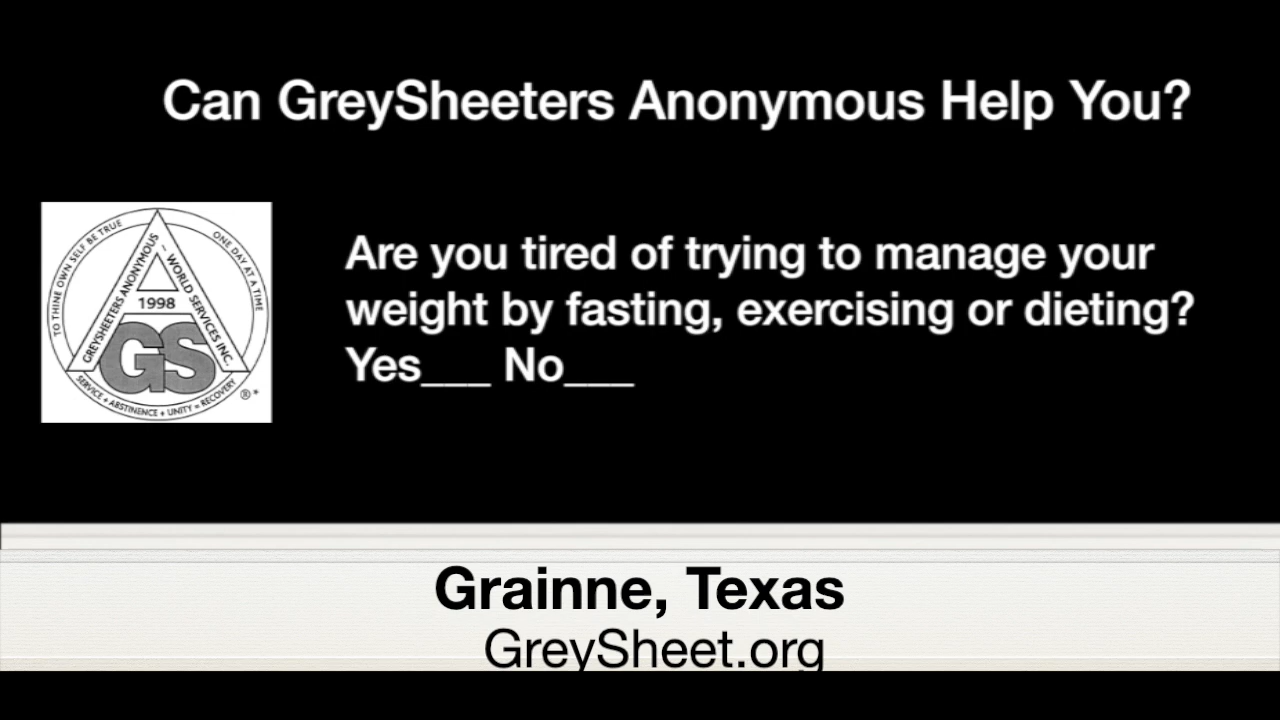 Can GreySheeters Anonymous Help You?
TO THINE OWN SELF BE TRUE
ONE DAY AT A TIME
GREYSHEETERS ANONYMOUS ~ WORLD SERVICES INC.
1998
GS
SERVICE + ABSTINENCE + UNITY = RECOVERY
®*
Are you tired of trying to manage your
weight by fasting, exercising or dieting?
Yes___ No___
Grainne, Texas
GreySheet.org